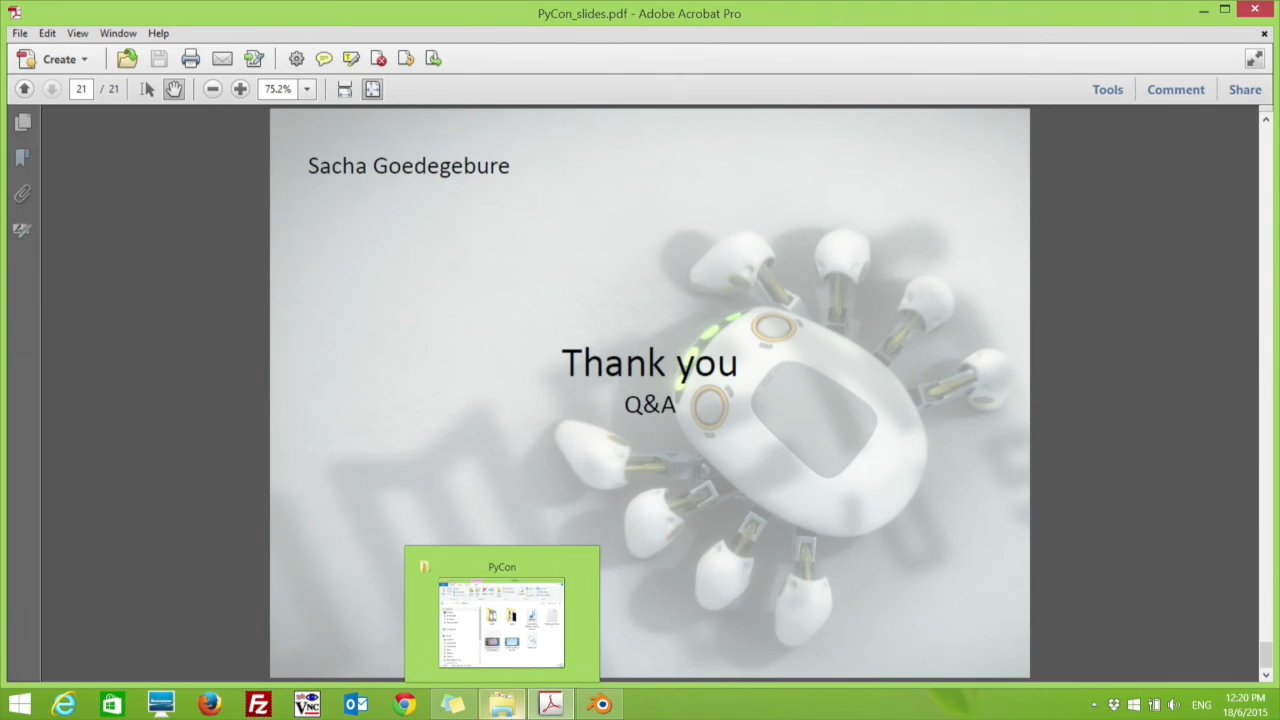 PyCon_slides.pdf - Adobe Acrobat Pro
File Edit View Window Help
Create
21 / 21 75.2% Tools Comment Share
Sacha Goedegebure
Thank you
Q&A
PyCon
VNC
ENG
12:20 PM
18/6/2015